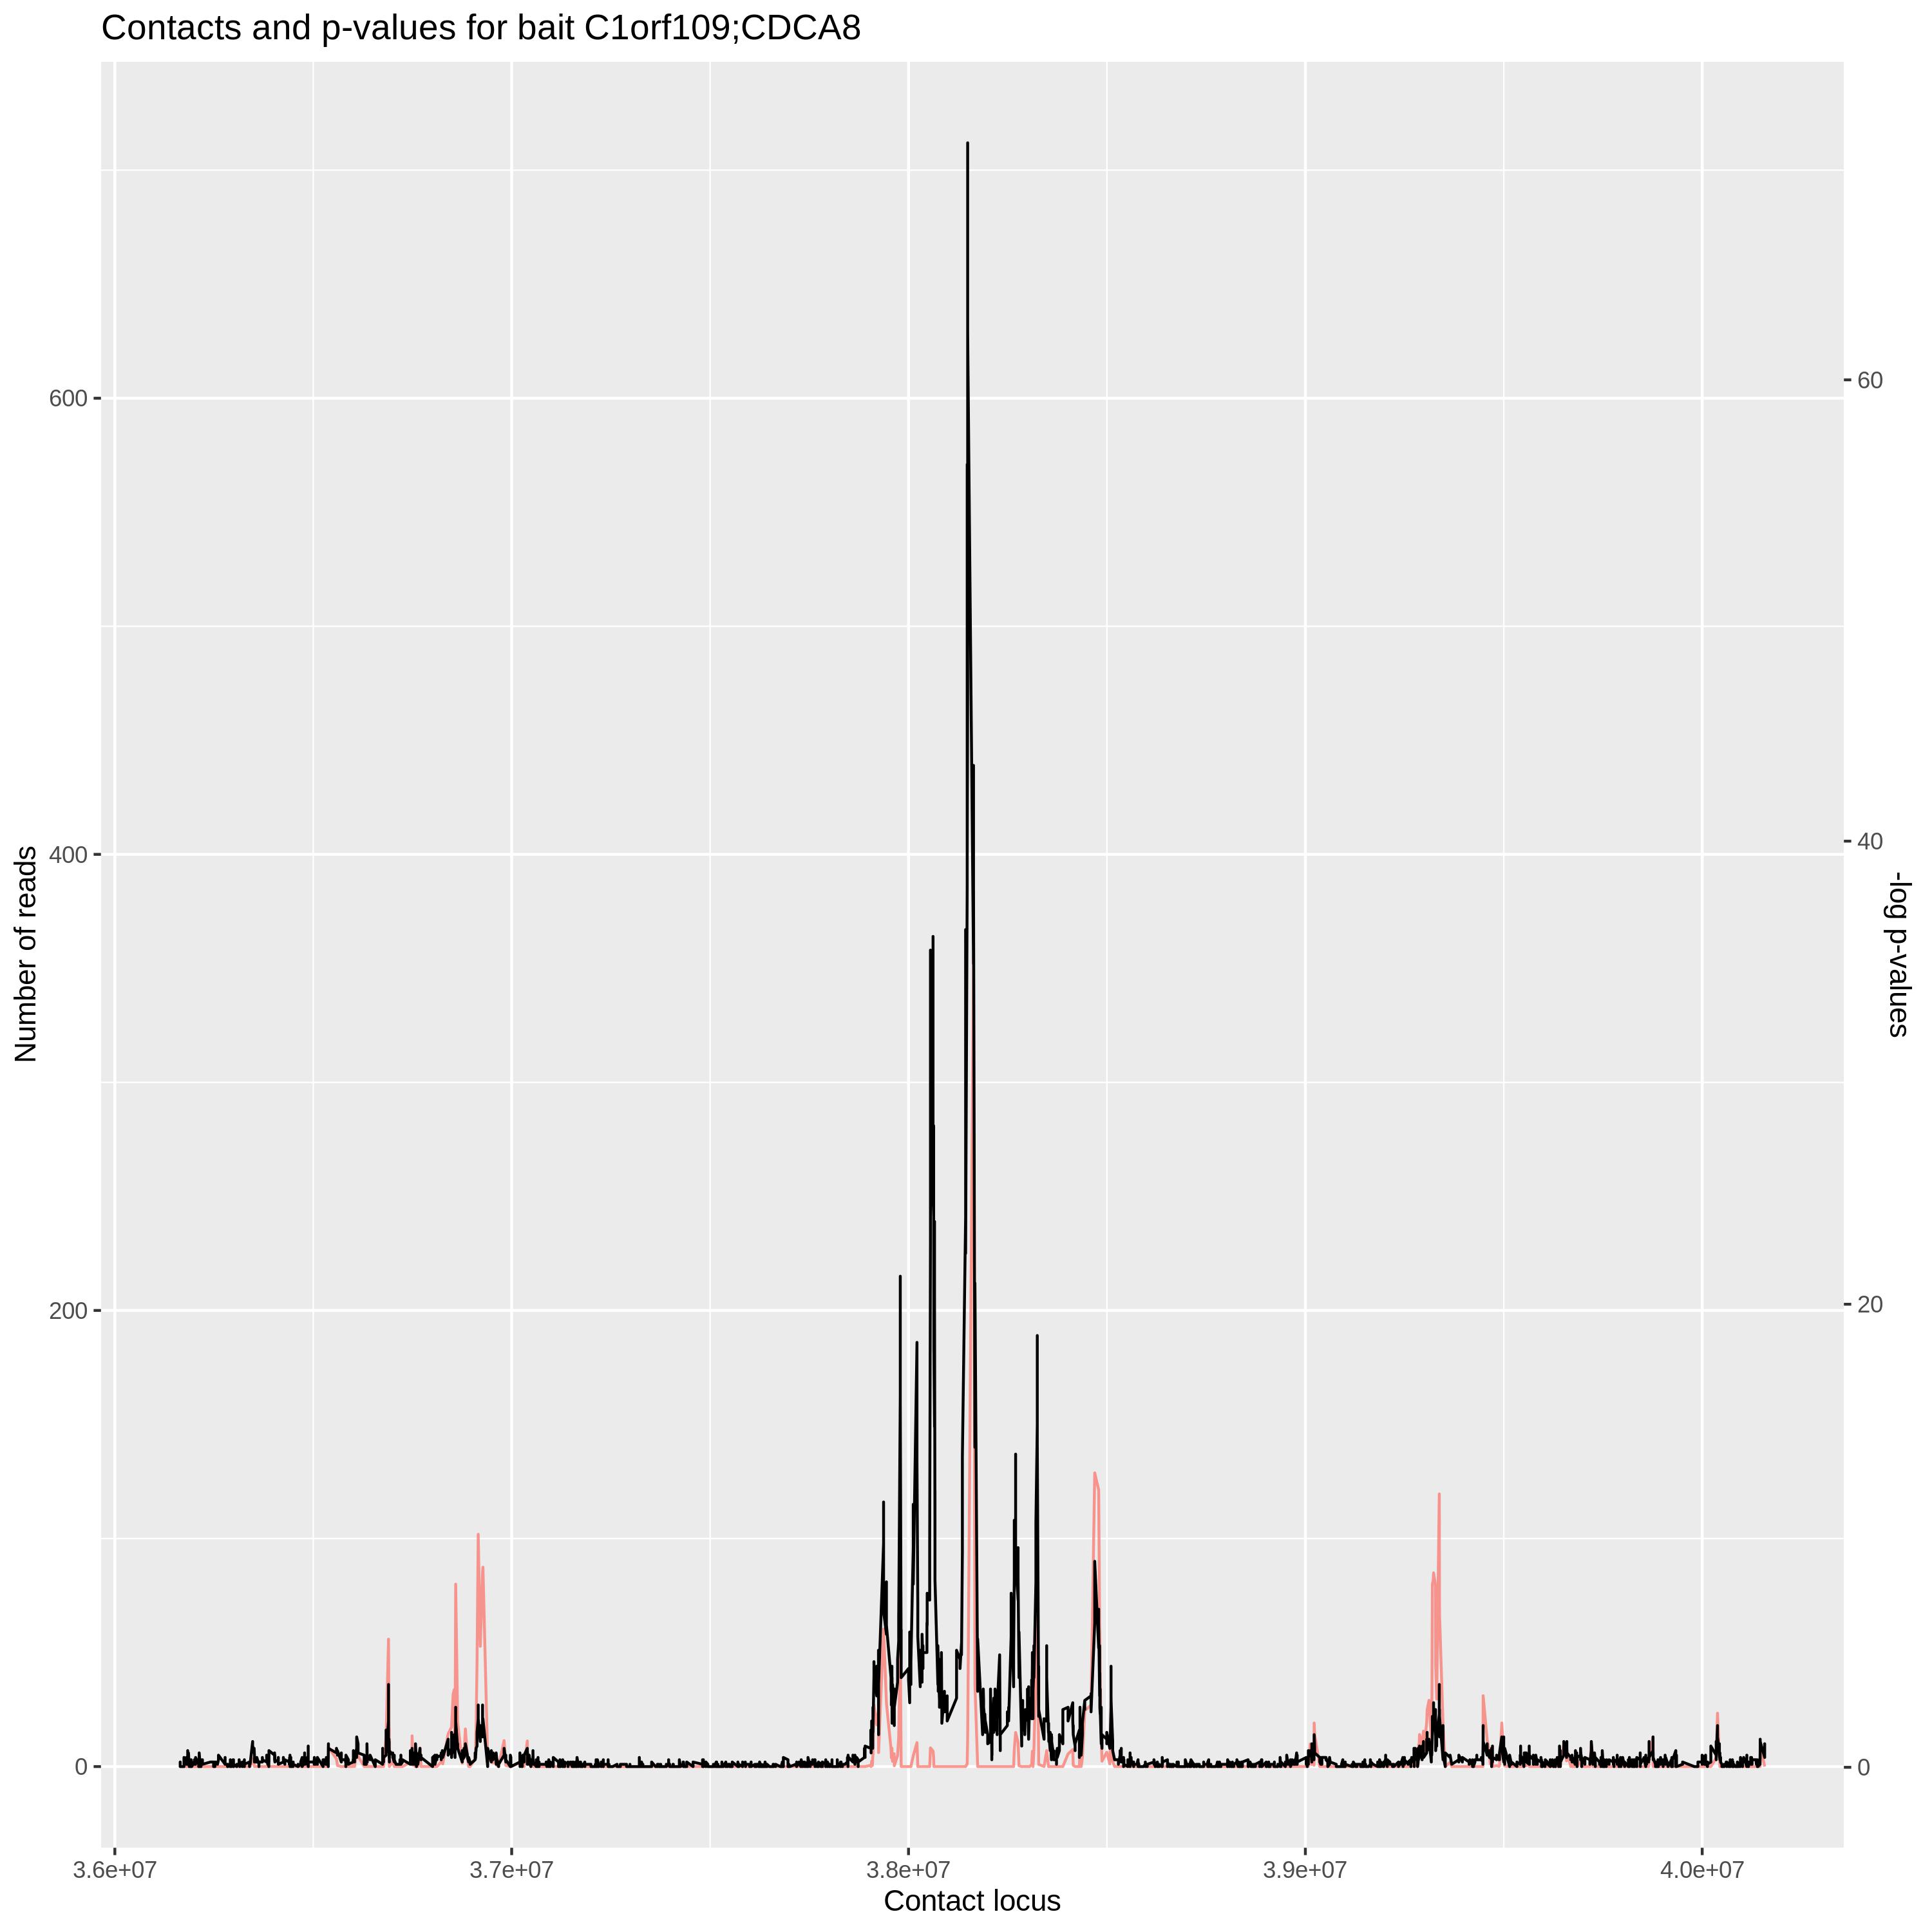 Contacts and p-values for bait C1orf109;CDCA8
Number of reads
600
400
200
0
60
40
20
0
-log p-values
3.6e+07
3.7e+07
3.8e+07
3.9e+07
4.0e+07
Contact locus